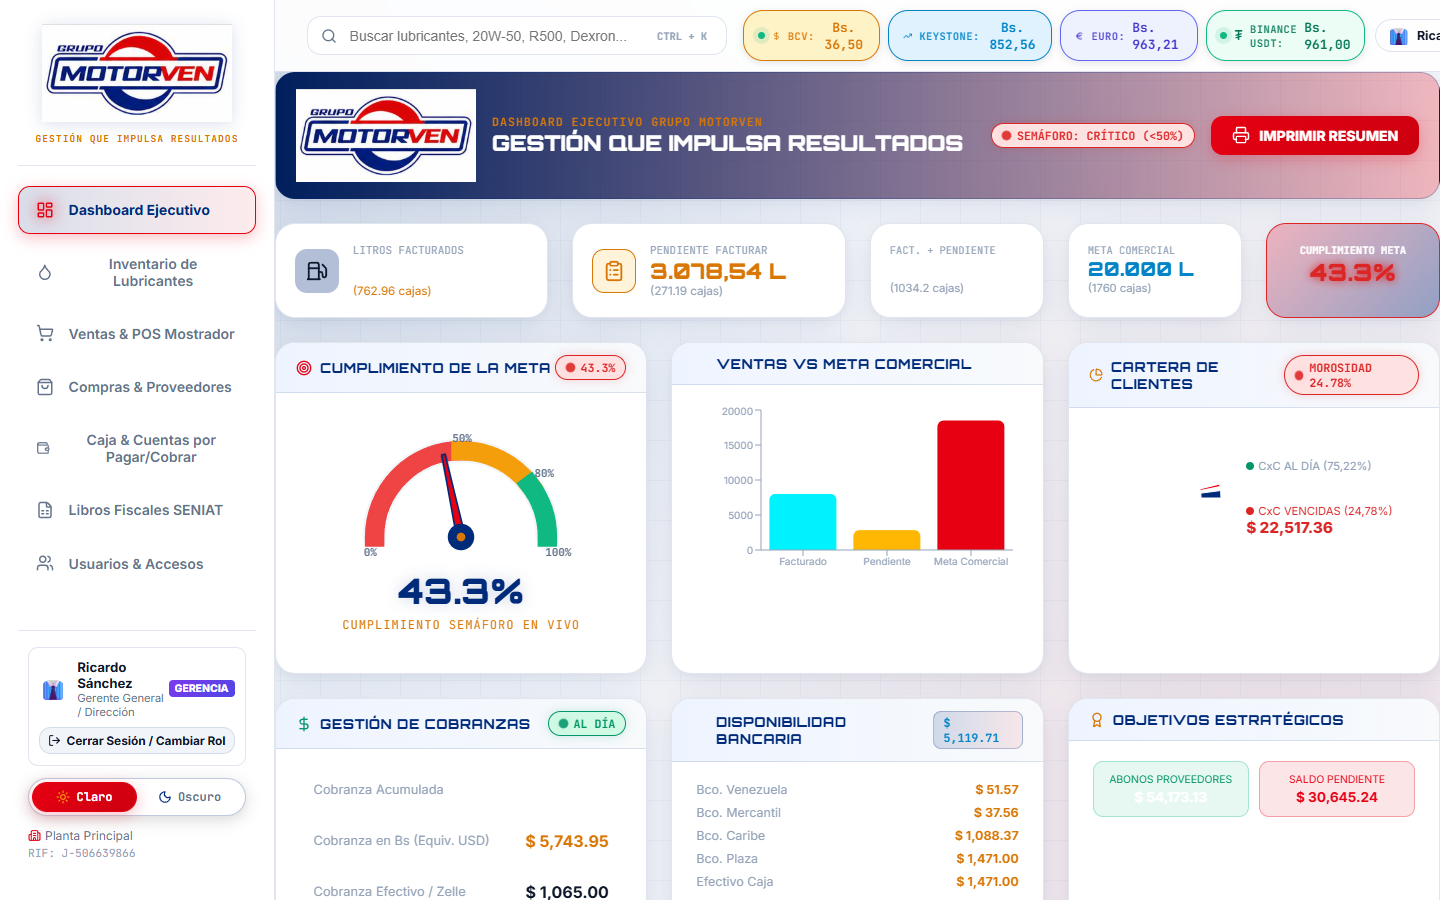 GRUPO
MOTORVEN
GESTIÓN QUE IMPULSA RESULTADOS
Dashboard Ejecutivo
Inventario de
Lubricantes
Ventas & POS Mostrador
Compras & Proveedores
Caja & Cuentas por
Pagar/Cobrar
Libros Fiscales SENIAT
Usuarios & Accesos
Ricardo
Sánchez
Gerente General
/ Dirección
GERENCIA
Cerrar Sesión / Cambiar Rol
Claro
Oscuro
Planta Principal
RIF: J-506639866
Buscar lubricantes, 20W-50, R500, Dexron...
CTRL + K
$ BCV:
Bs.
36,50
KEYSTONE:
Bs.
852,56
€ EURO:
Bs.
963,21
₮ BINANCE
USDT:
Bs.
961,00
Rica
GRUPO
MOTORVEN
DASHBOARD EJECUTIVO GRUPO MOTORVEN
GESTIÓN QUE IMPULSA RESULTADOS
SEMÁFORO: CRÍTICO (<50%)
IMPRIMIR RESUMEN
LITROS FACTURADOS
(762.96 cajas)
PENDIENTE FACTURAR
3.078,54 L
(271.19 cajas)
FACT. + PENDIENTE
(1034.2 cajas)
META COMERCIAL
20.000 L
(1760 cajas)
CUMPLIMIENTO META
43.3%
CUMPLIMIENTO DE LA META
43.3%
50%
80%
0%
100%
43.3%
CUMPLIMIENTO SEMÁFORO EN VIVO
VENTAS VS META COMERCIAL
20000
15000
10000
5000
0
Facturado
Pendiente
Meta Comercial
CARTERA DE
CLIENTES
MOROSIDAD
24.78%
CxC AL DÍA (75,22%)
CxC VENCIDAS (24,78%)
$ 22,517.36
GESTIÓN DE COBRANZAS
AL DÍA
Cobranza Acumulada
Cobranza en Bs (Equiv. USD)
$ 5,743.95
Cobranza Efectivo / Zelle
$ 1,065.00
DISPONIBILIDAD
BANCARIA
$
5,119.71
Bco. Venezuela
$ 51.57
Bco. Mercantil
$ 37.56
Bco. Caribe
$ 1,088.37
Bco. Plaza
$ 1,471.00
Efectivo Caja
$ 1,471.00
OBJETIVOS ESTRATÉGICOS
ABONOS PROVEEDORES
$ 54,173.13
SALDO PENDIENTE
$ 30,645.24